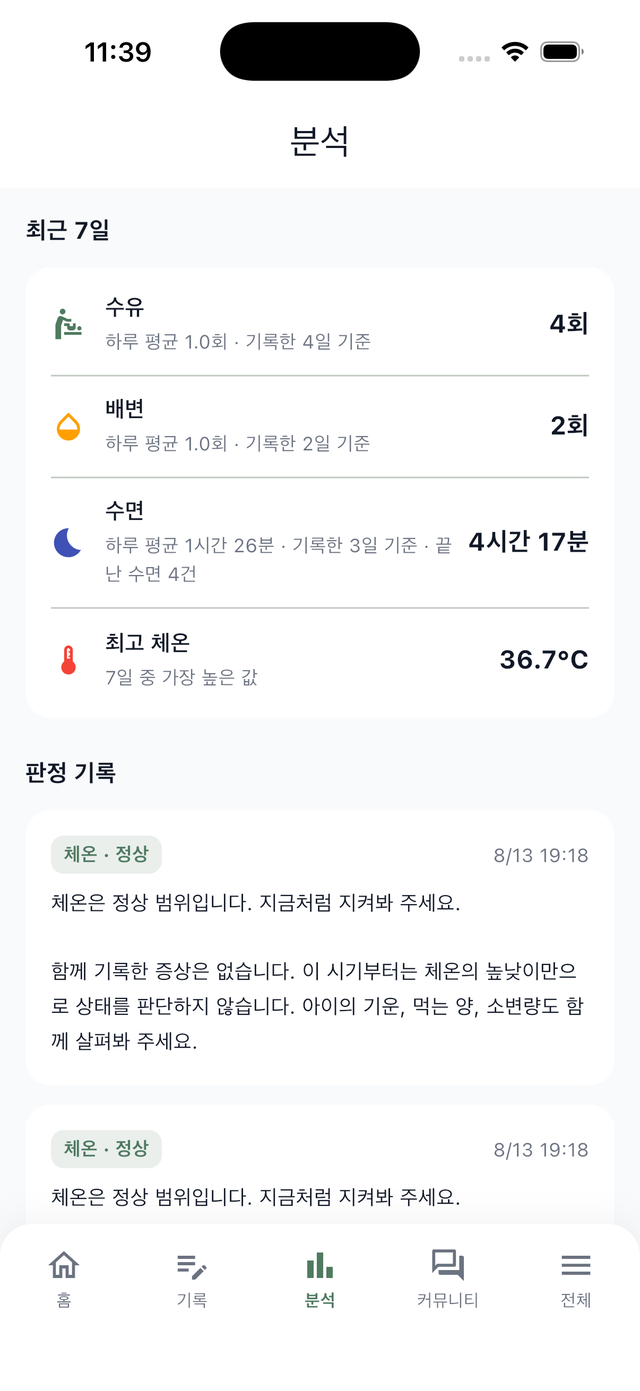 11:39
분석
최근 7일
수유
하루 평균 1.0회 · 기록한 4일 기준
4회
배변
하루 평균 1.0회 · 기록한 2일 기준
2회
수면
하루 평균 1시간 26분 · 기록한 3일 기준 · 끝
난 수면 4건
4시간 17분
최고 체온
7일 중 가장 높은 값
36.7°C
판정 기록
체온 · 정상
8/13 19:18
체온은 정상 범위입니다. 지금처럼 지켜봐 주세요.
함께 기록한 증상은 없습니다. 이 시기부터는 체온의 높낮이만으
로 상태를 판단하지 않습니다. 아이의 기운, 먹는 양, 소변량도 함
께 살펴봐 주세요.
체온 · 정상
8/13 19:18
체온은 정상 범위입니다. 지금처럼 지켜봐 주세요.
홈
기록
분석
커뮤니티
전체